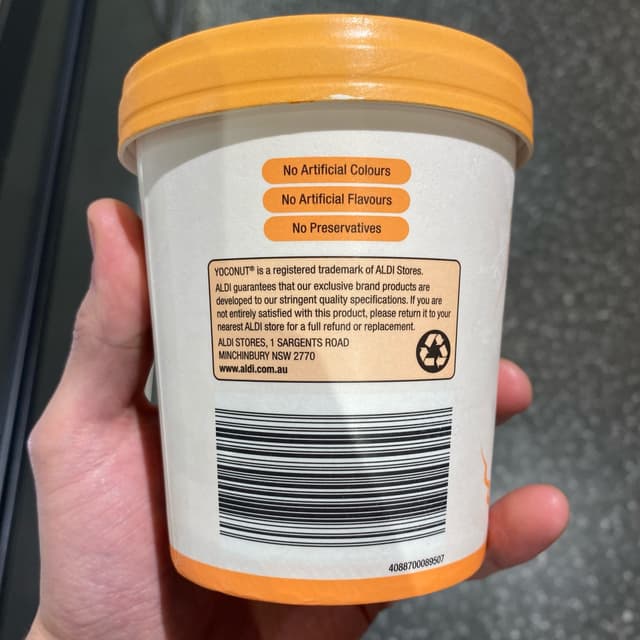 No Artificial Colours
No Artificial Flavours
No Preservatives
YOCONUT® is a registered trademark of ALDI Stores.
ALDI guarantees that our exclusive brand products are
developed to our stringent quality specifications. If you are
not entirely satisfied with this product, please return it to your
nearest ALDI store for a full refund or replacement.
ALDI STORES, 1 SARGENTS ROAD
MINCHINBURY NSW 2770
www.aldi.com.au
4088700089507